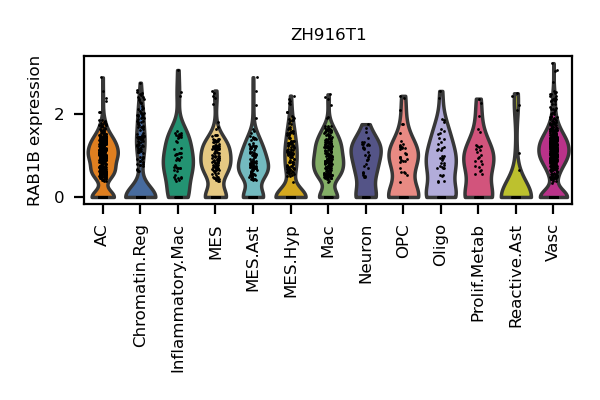 ZH916T1
RAB1B expression
2
0
AC
Chromatin.Reg
Inflammatory.Mac
MES
MES.Ast
MES.Hyp
Mac
Neuron
OPC
Oligo
Prolif.Metab
Reactive.Ast
Vasc